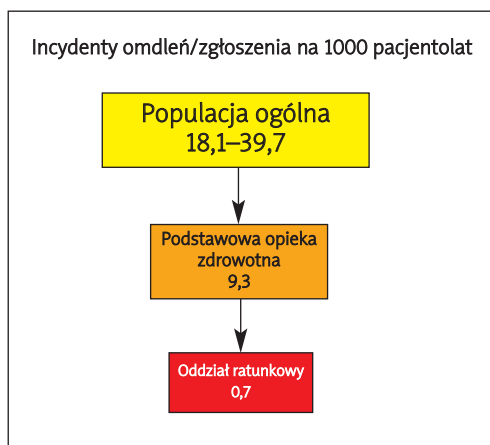 Incydenty omdleń/zgłoszenia na 1000 pacjentolat
Populacja ogólna
18,1–39,7
Podstawowa opieka
zdrowotna
9,3
Oddział ratunkowy
0,7